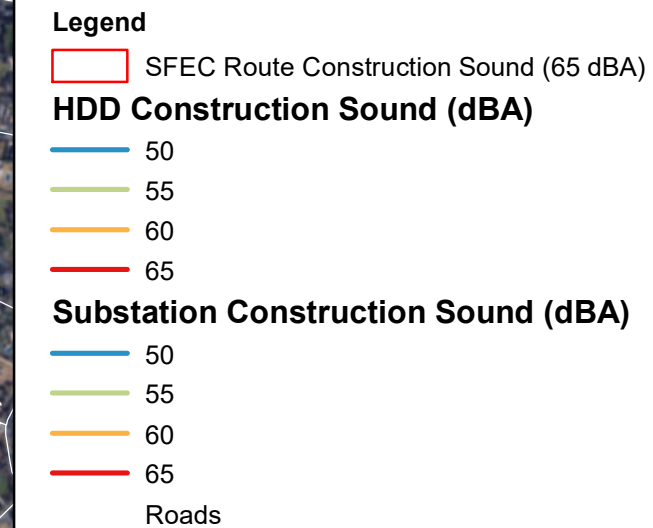 Legend
SFEC Route Construction Sound (65 dBA)
HDD Construction Sound (dBA)
50
55
60
65
Substation Construction Sound (dBA)
50
55
60
65
Roads